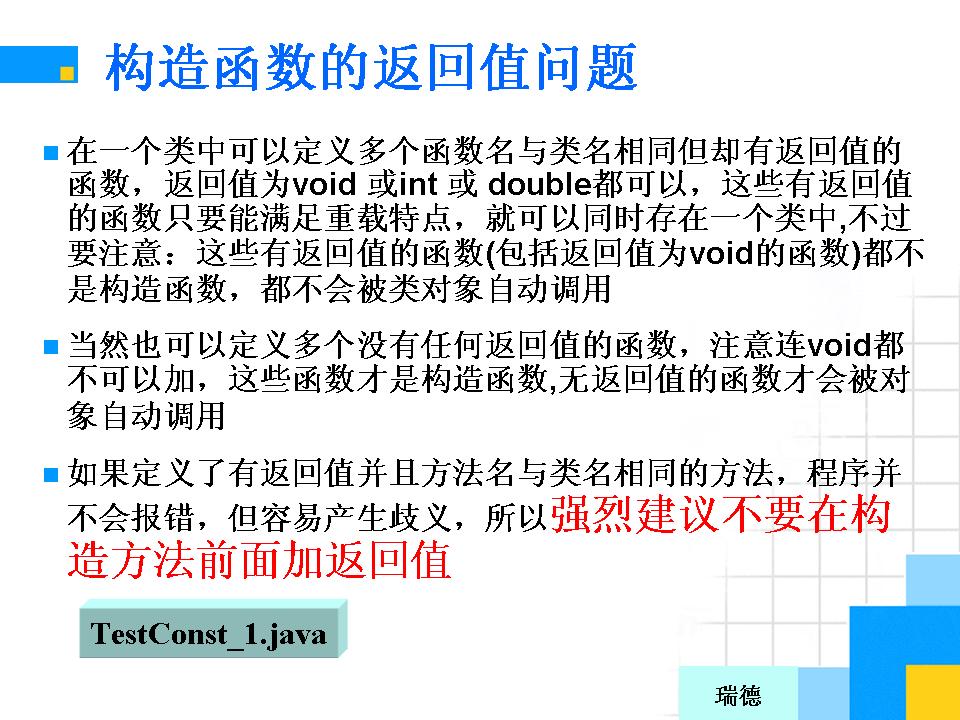 构造函数的返回值问题
在一个类中可以定义多个函数名与类名相同但却有返回值的
函数，返回值为void 或int 或 double都可以，这些有返回值
的函数只要能满足重载特点，就可以同时存在一个类中,不过
要注意：这些有返回值的函数(包括返回值为void的函数)都不
是构造函数，都不会被类对象自动调用
当然也可以定义多个没有任何返回值的函数，注意连void都
不可以加，这些函数才是构造函数,无返回值的函数才会被对
象自动调用
如果定义了有返回值并且方法名与类名相同的方法，程序并
不会报错，但容易产生歧义，所以强烈建议不要在构
造方法前面加返回值
TestConst_1.java
瑞德